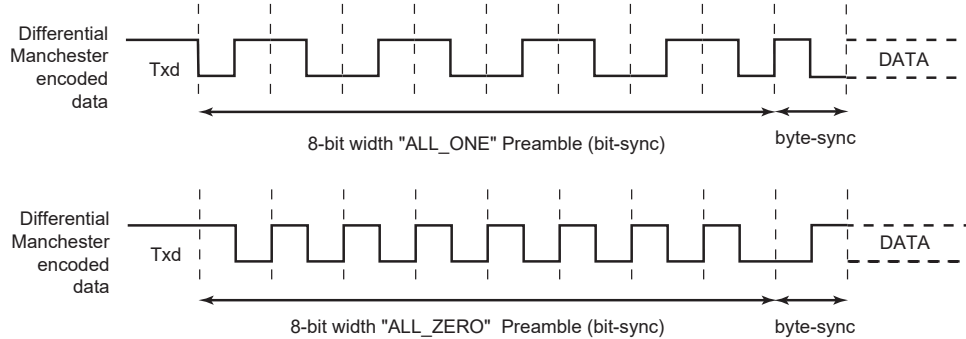 Differential
Manchester
encoded
data
Txd
DATA
8-bit width "ALL_ONE" Preamble (bit-sync)
byte-sync
Differential
Manchester
encoded
data
Txd
DATA
8-bit width "ALL_ZERO" Preamble (bit-sync)
byte-sync